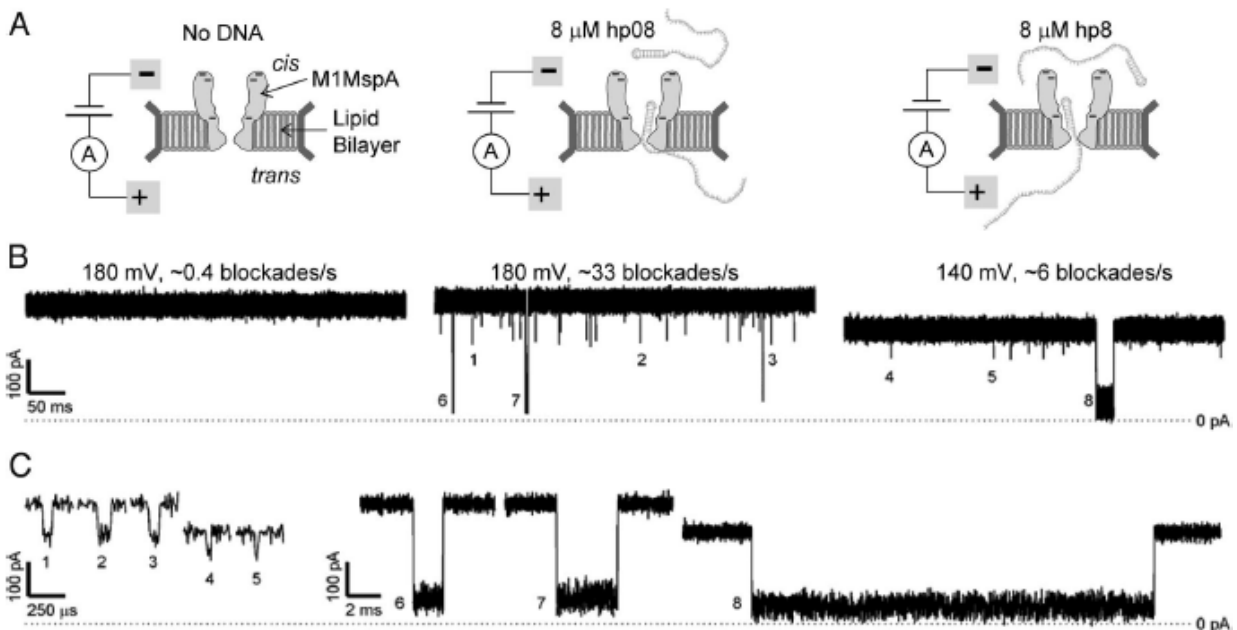 A
No DNA
8 μM hp08
8 μM hp8
cis
M1MspA
Lipid
Bilayer
trans
−
A
+
−
A
+
−
A
+
B
180 mV, ~0.4 blockades/s
180 mV, ~33 blockades/s
140 mV, ~6 blockades/s
100 pA
50 ms
1
2
3
4
5
6
7
8
0 pA
C
100 pA
250 μs
1
2
3
4
5
100 pA
2 ms
6
7
8
0 pA